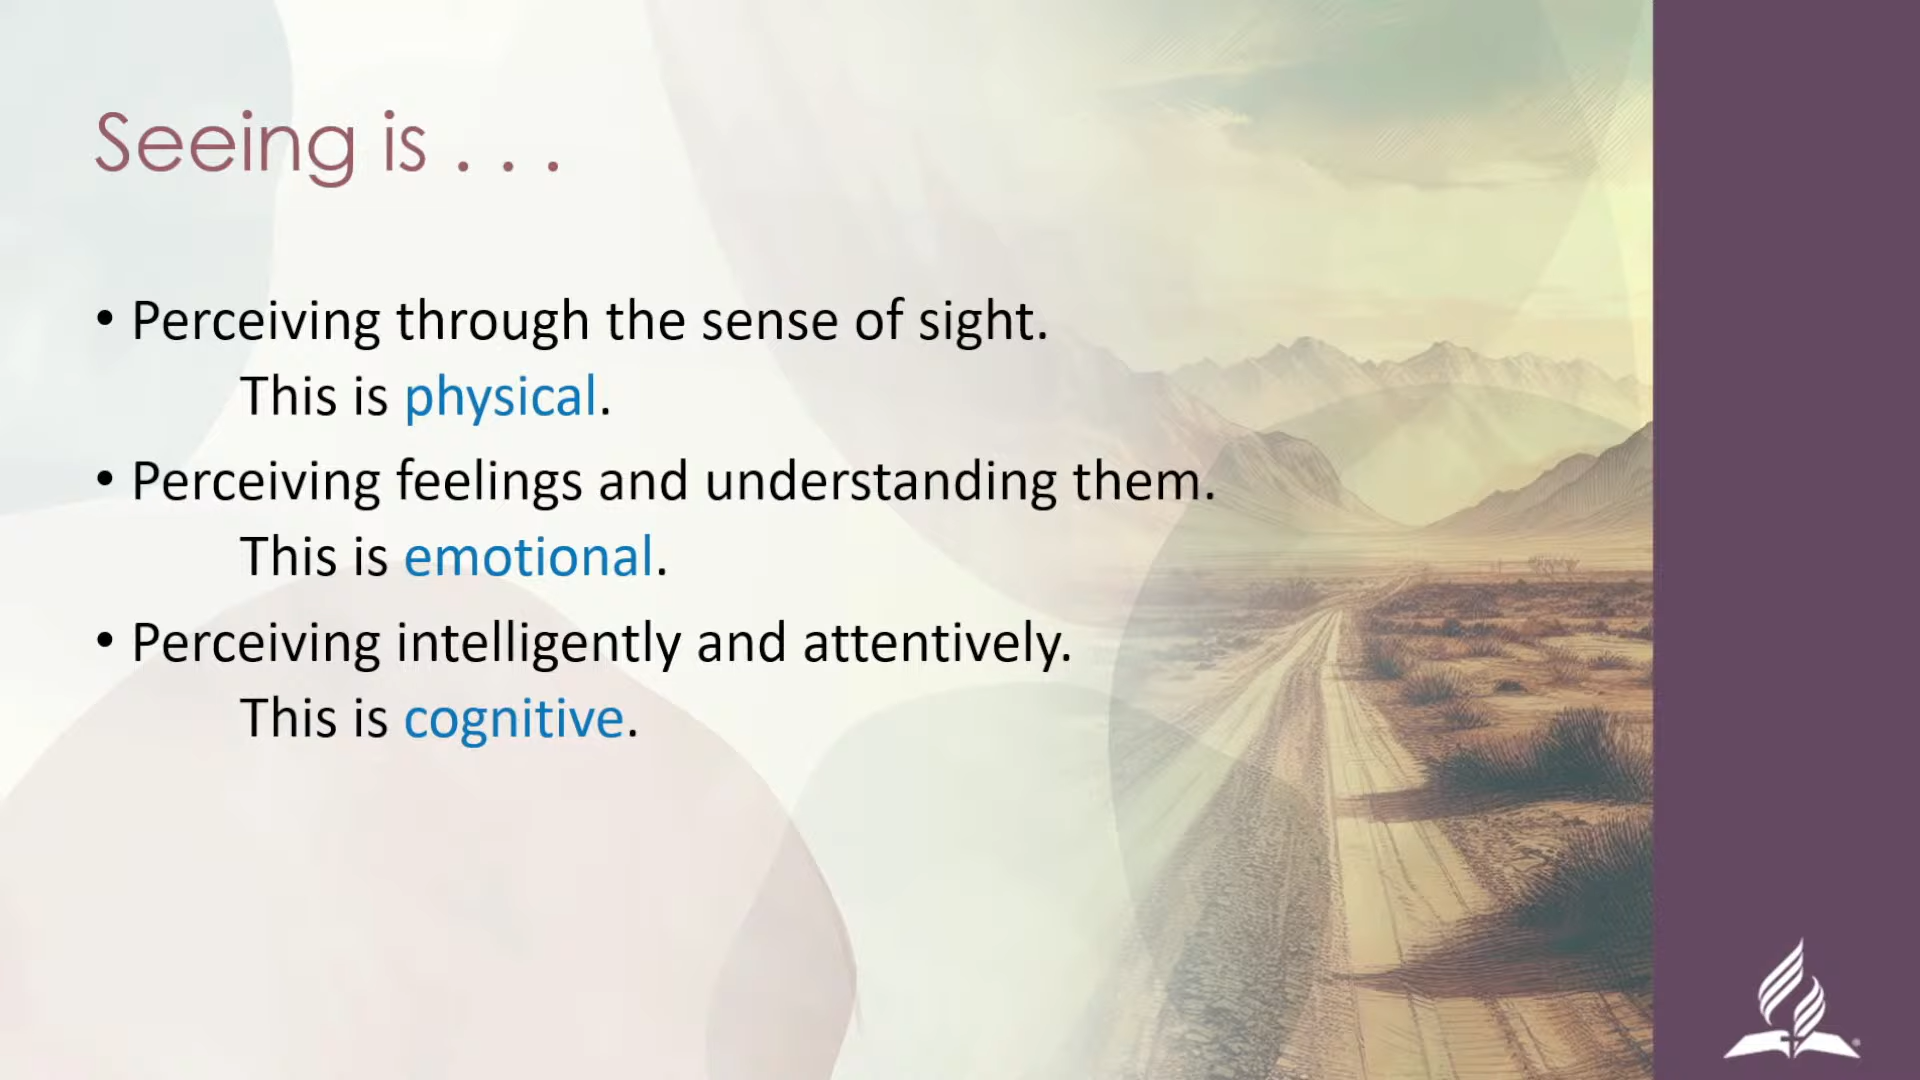 Seeing is . . .
• Perceiving through the sense of sight.
This is physical.
• Perceiving feelings and understanding them.
This is emotional.
• Perceiving intelligently and attentively.
This is cognitive.